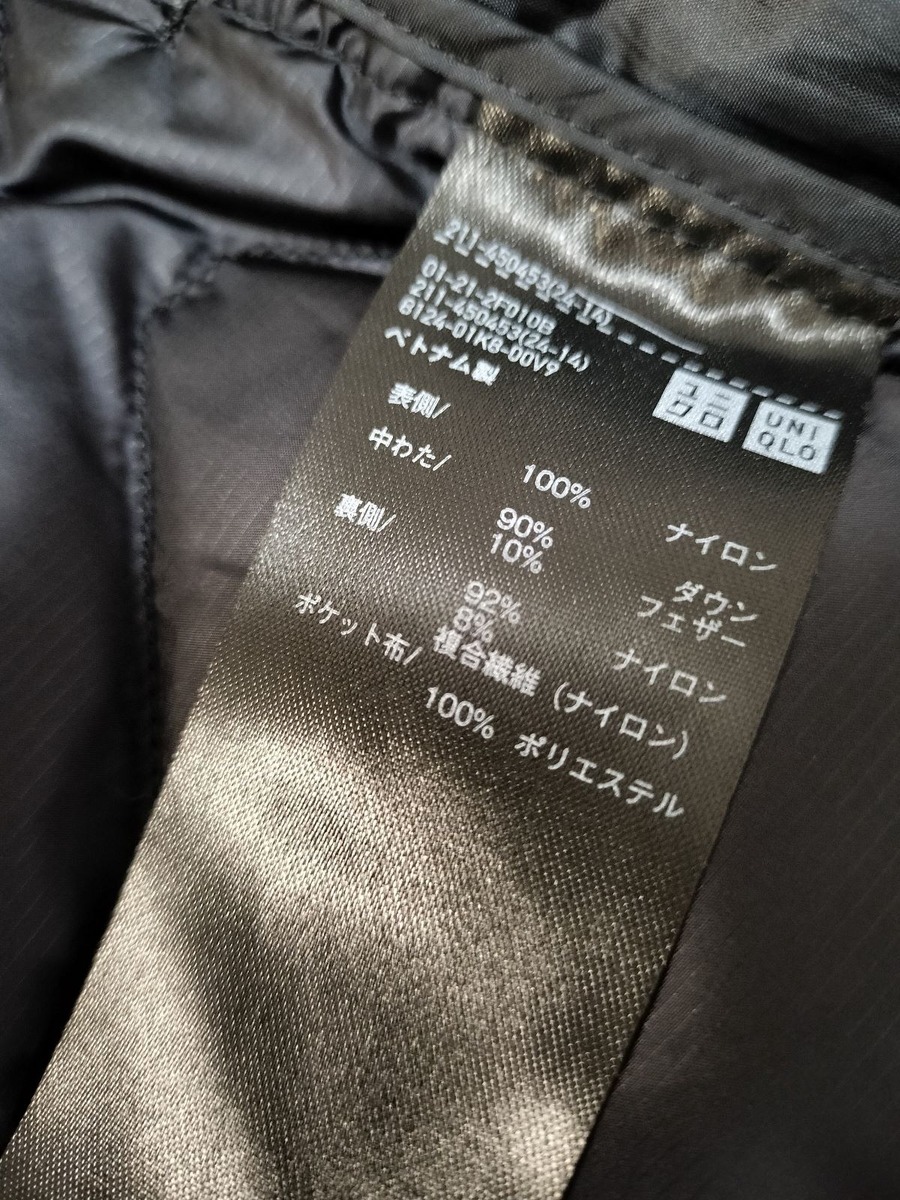 211-450453(24-14)
01-21-2F010B
211-450453(24-14)
0124-01K8-00V9
ベトナム製
ユニ
クロ
UNI
QLO
表側/
100% ナイロン
中わた/
90% ダウン
10% フェザー
裏側/
92% ナイロン
8% 複合繊維 (ナイロン)
ポケット布/
100% ポリエステル